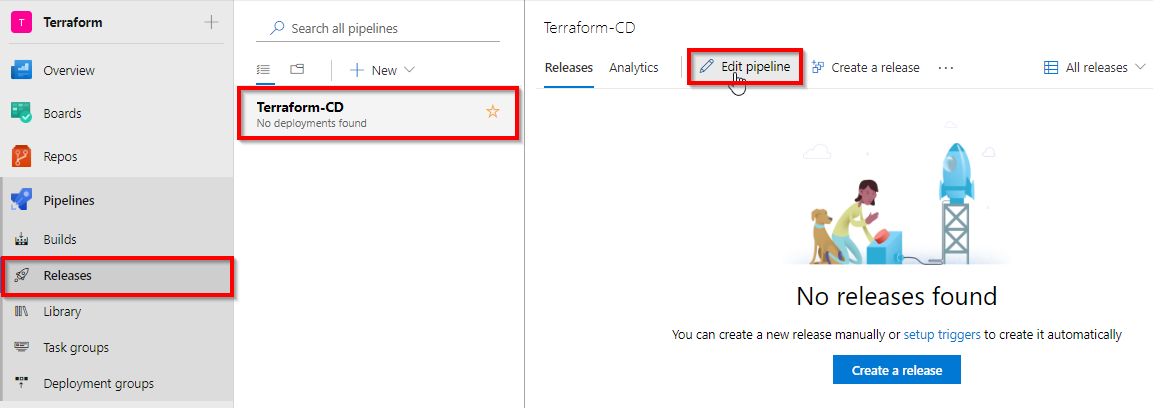 T Terraform
Overview
Boards
Repos
Pipelines
Builds
Releases
Library
Task groups
Deployment groups
Search all pipelines
New
Terraform-CD
No deployments found
Terraform-CD
Releases Analytics Edit pipeline Create a release ... All releases
No releases found
You can create a new release manually or setup triggers to create it automatically
Create a release